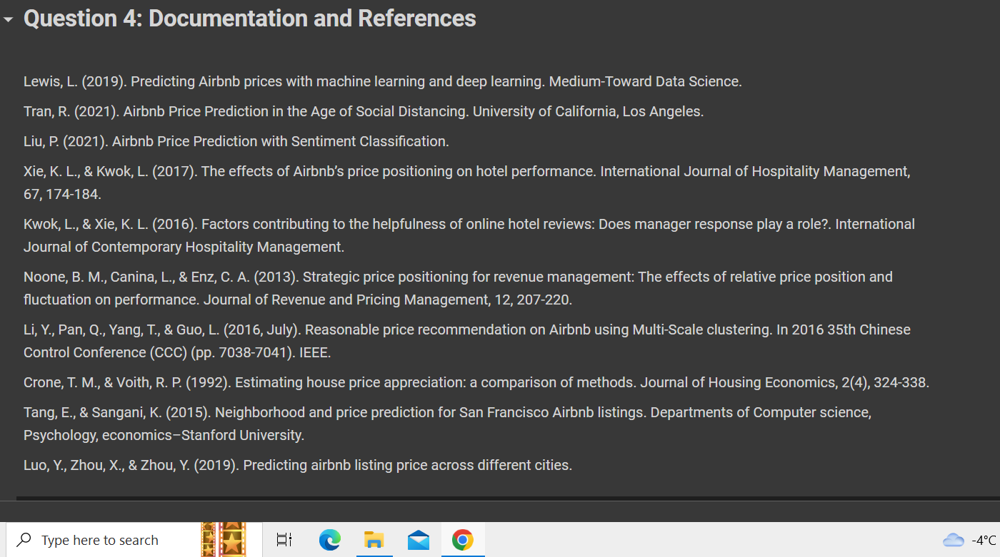 Question 4: Documentation and References
Lewis, L. (2019). Predicting Airbnb prices with machine learning and deep learning. Medium-Toward Data Science.
Tran, R. (2021). Airbnb Price Prediction in the Age of Social Distancing. University of California, Los Angeles.
Liu, P. (2021). Airbnb Price Prediction with Sentiment Classification.
Xie, K. L., & Kwok, L. (2017). The effects of Airbnb’s price positioning on hotel performance. International Journal of Hospitality Management,
67, 174-184.
Kwok, L., & Xie, K. L. (2016). Factors contributing to the helpfulness of online hotel reviews: Does manager response play a role?. International
Journal of Contemporary Hospitality Management.
Noone, B. M., Canina, L., & Enz, C. A. (2013). Strategic price positioning for revenue management: The effects of relative price position and
fluctuation on performance. Journal of Revenue and Pricing Management, 12, 207-220.
Li, Y., Pan, Q., Yang, T., & Guo, L. (2016, July). Reasonable price recommendation on Airbnb using Multi-Scale clustering. In 2016 35th Chinese
Control Conference (CCC) (pp. 7038-7041). IEEE.
Crone, T. M., & Voith, R. P. (1992). Estimating house price appreciation: a comparison of methods. Journal of Housing Economics, 2(4), 324-338.
Tang, E., & Sangani, K. (2015). Neighborhood and price prediction for San Francisco Airbnb listings. Departments of Computer science,
Psychology, economics–Stanford University.
Luo, Y., Zhou, X., & Zhou, Y. (2019). Predicting airbnb listing price across different cities.
Type here to search
-4°C